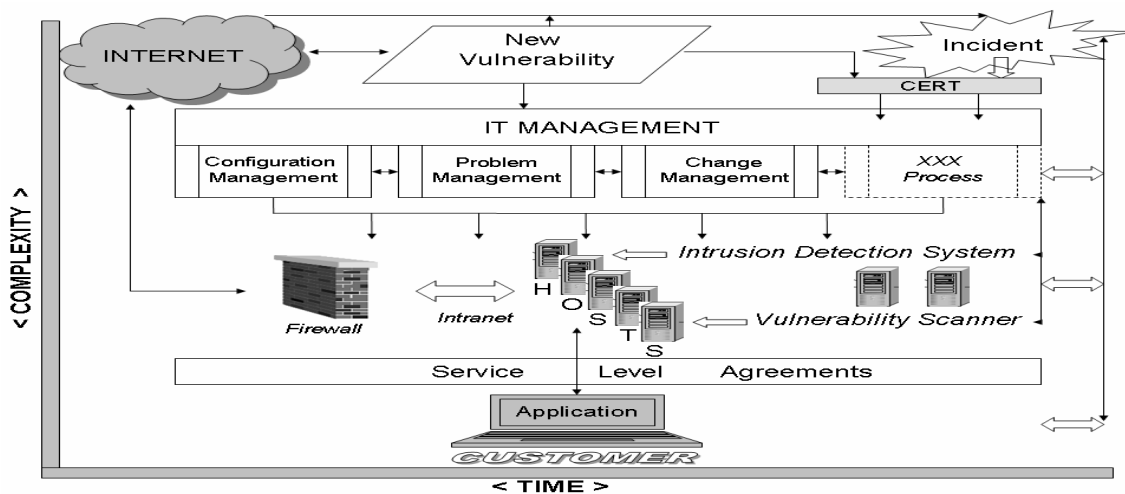 New
Vulnerability
INTERNET
Incident
CERT
IT MANAGEMENT
Configuration
Management
Problem
Management
Change
Management
XXX
Process
< COMPLEXITY >
Intrusion Detection System
H
O
S
T
S
Firewall
Intranet
Vulnerability Scanner
Service Level Agreements
Application
CUSTOMER
< TIME >